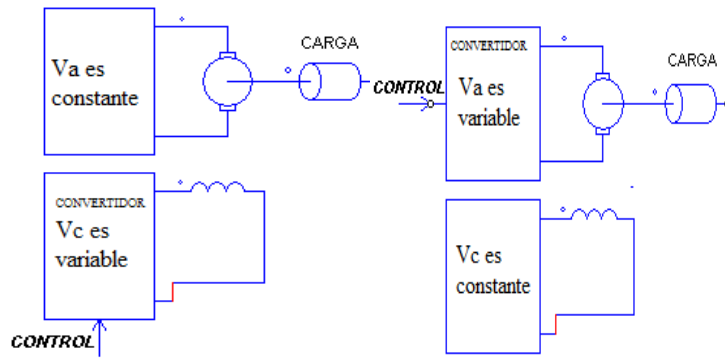 Va es
constante
CARGA
CONVERTIDOR
Vc es
variable
CONTROL
CONTROL
CONVERTIDOR
Va es
variable
CARGA
Vc es
constante